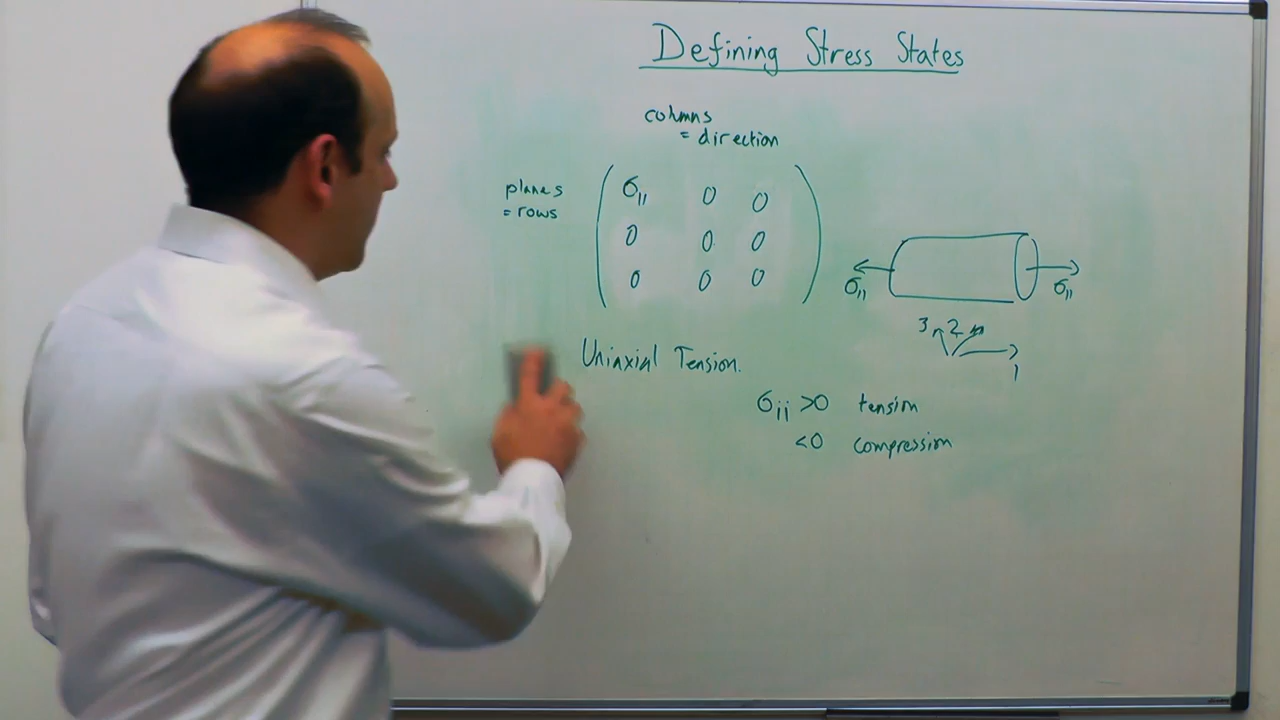 Defining Stress States
columns
= direction
planes
= rows
σ₁₁ 0 0
0 0 0
0 0 0
σ₁₁ σ₁₁
3 2
1
Uniaxial Tension.
σᵢᵢ >0 tension
<0 compression